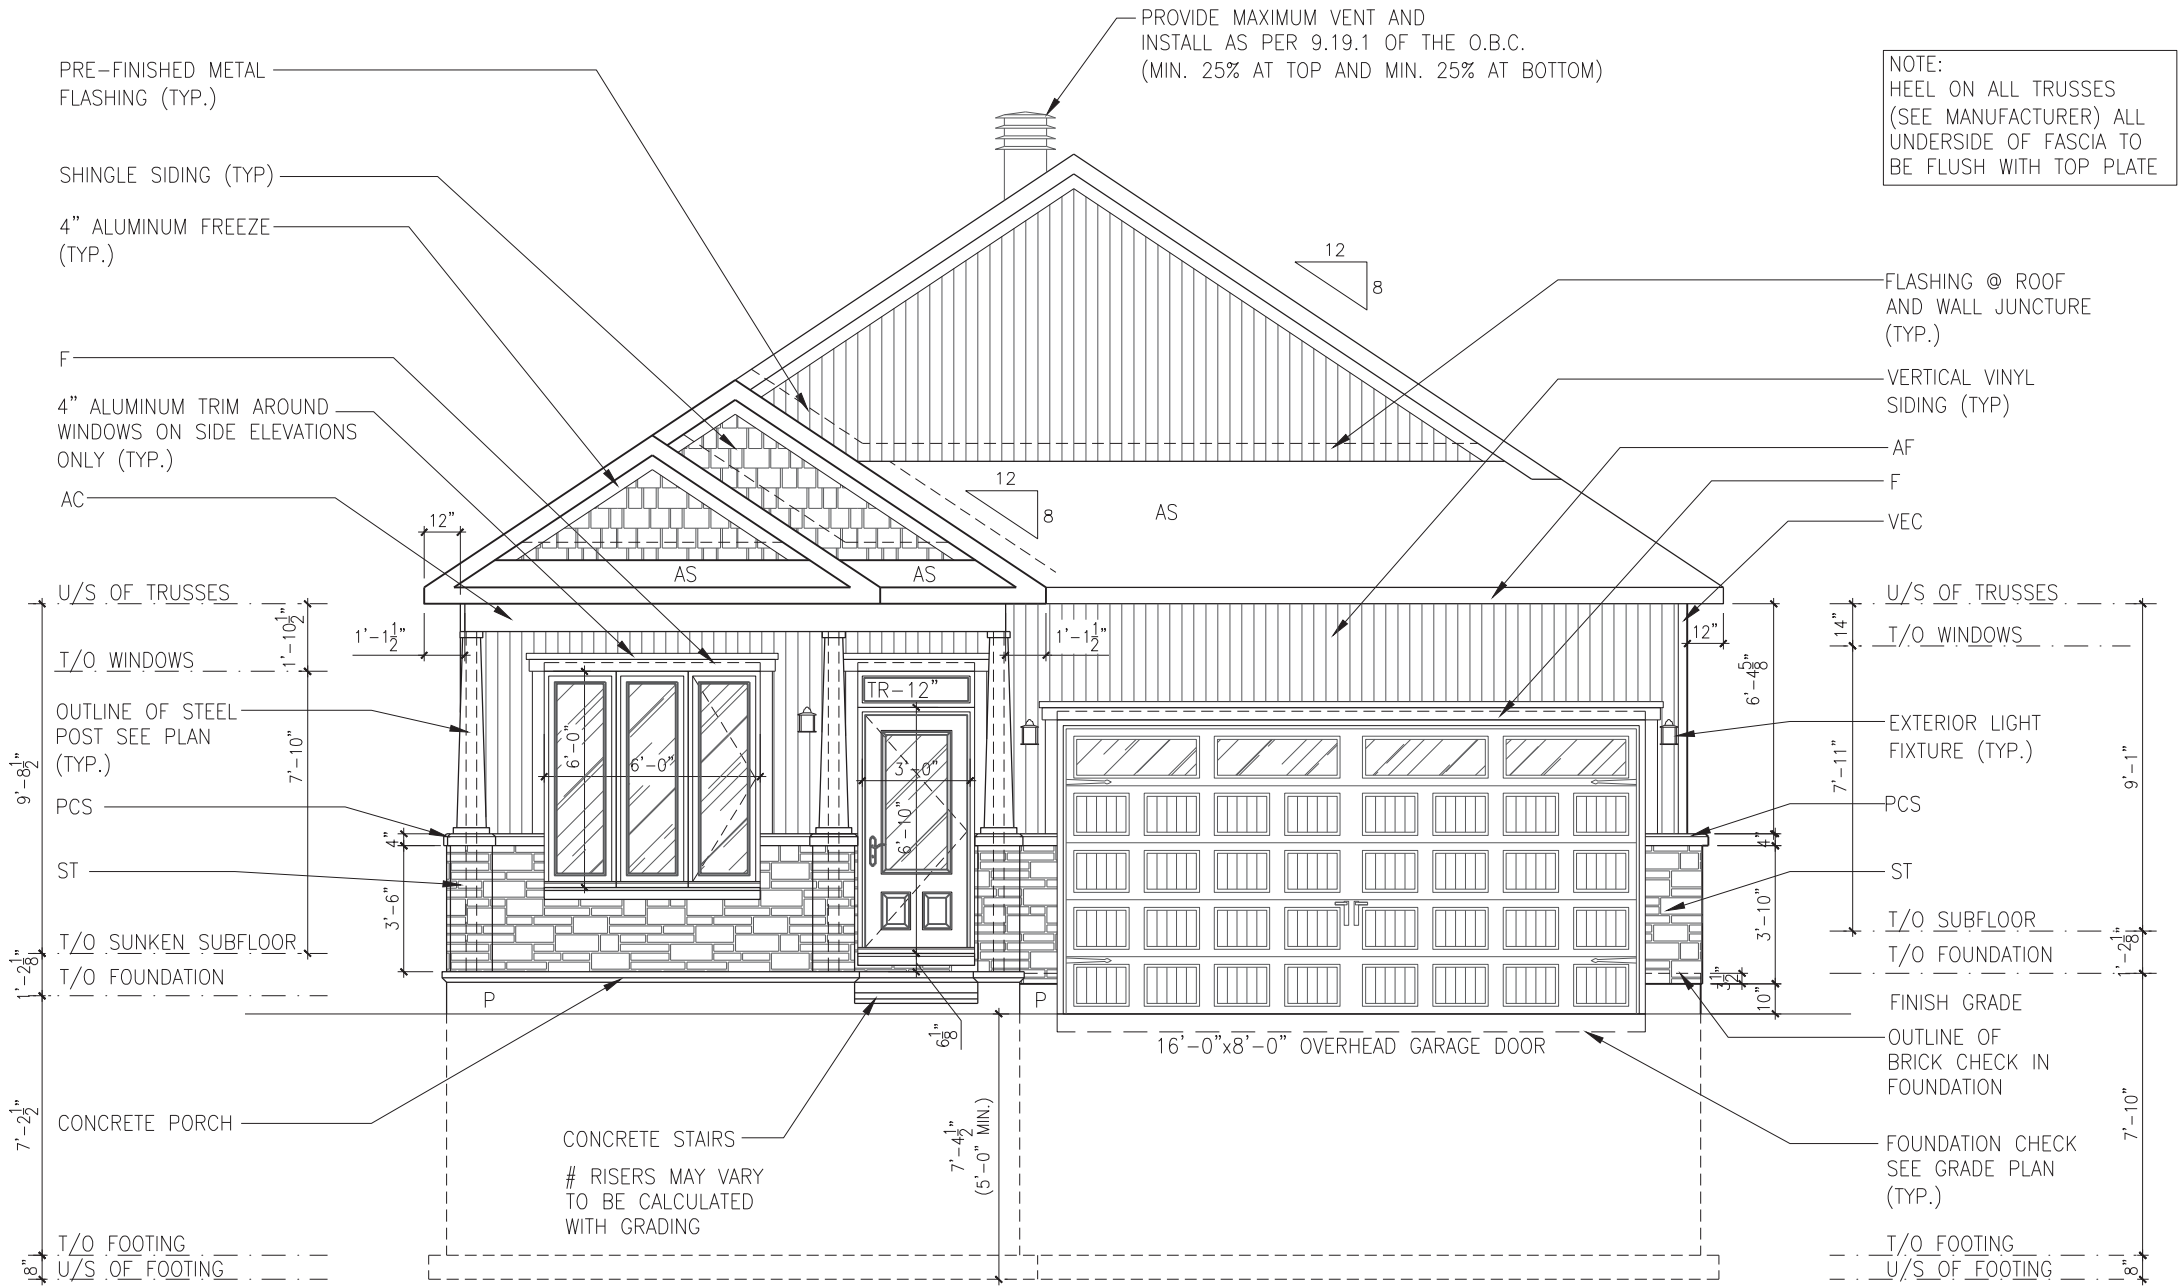 PROVIDE MAXIMUM VENT AND
INSTALL AS PER 9.19.1 OF THE O.B.C.
(MIN. 25% AT TOP AND MIN. 25% AT BOTTOM)
NOTE:
HEEL ON ALL TRUSSES
(SEE MANUFACTURER) ALL
UNDERSIDE OF FASCIA TO
BE FLUSH WITH TOP PLATE
PRE-FINISHED METAL
FLASHING (TYP.)
SHINGLE SIDING (TYP)
4" ALUMINUM FREEZE
(TYP.)
F
4" ALUMINUM TRIM AROUND
WINDOWS ON SIDE ELEVATIONS
ONLY (TYP.)
AC
12"
U/S OF TRUSSES
1'-10 1/2"
1'-1 1/2"
T/O WINDOWS
OUTLINE OF STEEL
POST SEE PLAN
(TYP.)
9'-8 1/2"
7'-10"
PCS
4"
ST
3'-6"
T/O SUNKEN SUBFLOOR
1'-2 1/8"
T/O FOUNDATION
7'-2 1/2"
CONCRETE PORCH
T/O FOOTING
8"
U/S OF FOOTING
12
8
12
8
AS
AS
AS
1'-1 1/2"
TR-12"
6'-0"
6'-0"
3'-0"
6'-10"
P
P
6 1/8"
16'-0"x8'-0" OVERHEAD GARAGE DOOR
CONCRETE STAIRS
# RISERS MAY VARY
TO BE CALCULATED
WITH GRADING
7'-4 1/2"
(5'-0" MIN.)
FLASHING @ ROOF
AND WALL JUNCTURE
(TYP.)
VERTICAL VINYL
SIDING (TYP)
AF
F
VEC
U/S OF TRUSSES
14"
12"
T/O WINDOWS
6'-4 5/8"
EXTERIOR LIGHT
FIXTURE (TYP.)
7'-11"
9'-1"
PCS
4"
ST
3'-10"
T/O SUBFLOOR
1'-2 1/8"
T/O FOUNDATION
3 1/2"
10"
FINISH GRADE
OUTLINE OF
BRICK CHECK IN
FOUNDATION
7'-10"
FOUNDATION CHECK
SEE GRADE PLAN
(TYP.)
T/O FOOTING
8"
U/S OF FOOTING